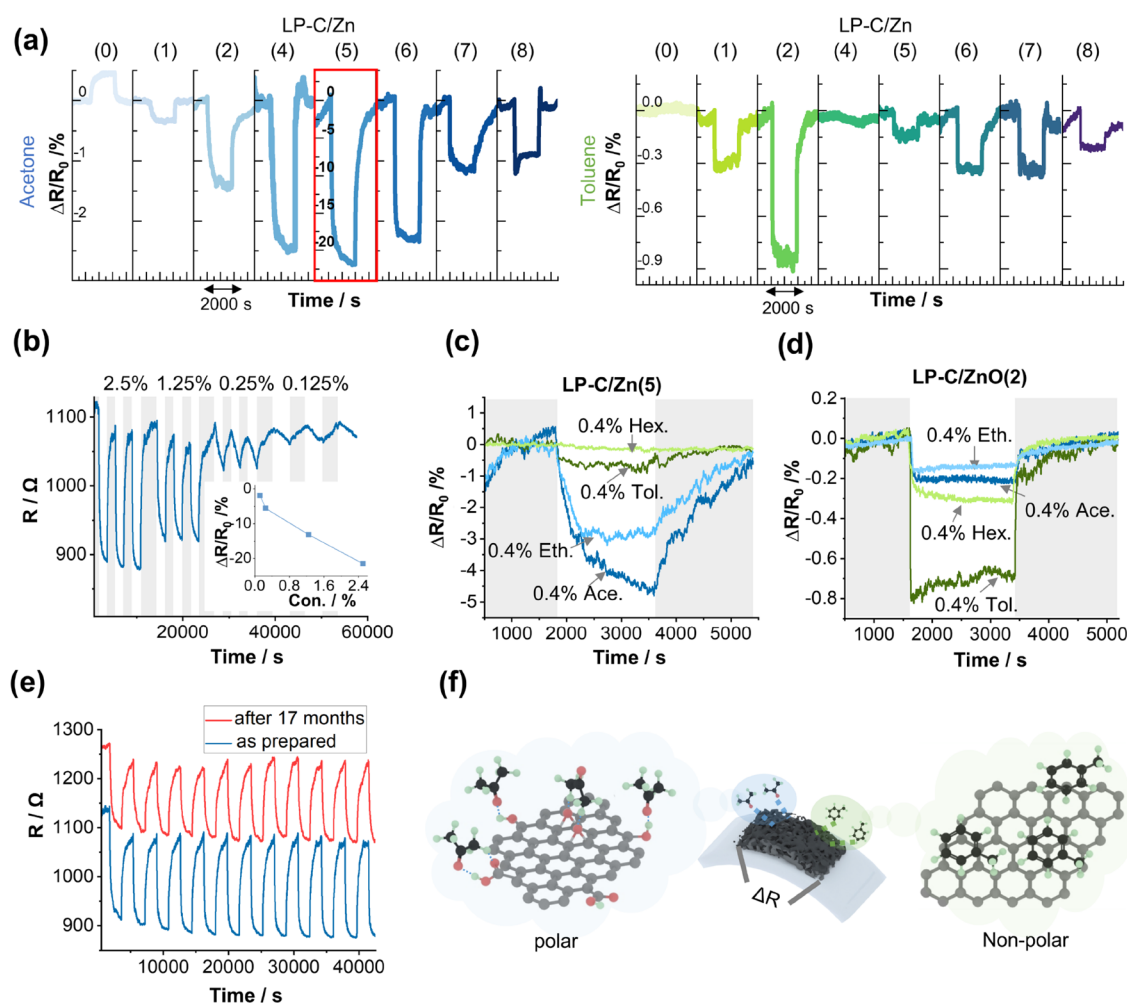 (a)
LP-C/Zn
(0) (1) (2) (4) (5) (6) (7) (8)
Acetone
ΔR/R0 /%
0
-1
-2
0
-5
-10
-15
-20
2000 s
Time / s
LP-C/Zn
(0) (1) (2) (4) (5) (6) (7) (8)
Toluene
ΔR/R0 /%
0.0
-0.3
-0.6
-0.9
2000 s
Time / s
(b)
2.5% 1.25% 0.25% 0.125%
R / Ω
1100
1000
900
20000 40000 60000
Time / s
ΔR/R0 /%
0
-10
-20
0.0 0.8 1.6 2.4
Con. / %
(c)
LP-C/Zn(5)
ΔR/R0 /%
1
0
-1
-2
-3
-4
-5
0.4% Hex.
0.4% Tol.
0.4% Eth.
0.4% Ace.
1000 2000 3000 4000 5000
Time / s
(d)
LP-C/ZnO(2)
ΔR/R0 /%
0.2
0.0
-0.2
-0.4
-0.6
-0.8
0.4% Eth.
0.4% Ace.
0.4% Hex.
0.4% Tol.
1000 2000 3000 4000 5000
Time / s
(e)
after 17 months
as prepared
R / Ω
1300
1200
1100
1000
900
10000 20000 30000 40000
Time / s
(f)
ΔR
polar
Non-polar